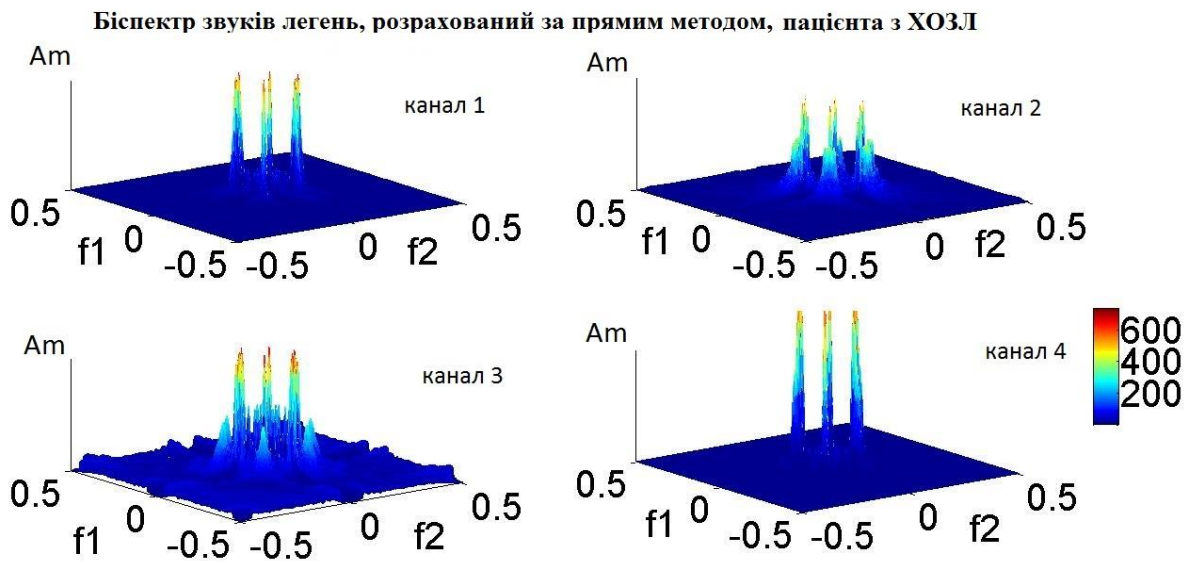 Біспектр звуків легень, розрахований за прямим методом, пацієнта з ХОЗЛ
Am
канал 1
0.5
f1
0
-0.5
-0.5
0
f2
0.5
Am
канал 2
0.5
f1
0
-0.5
-0.5
0
f2
0.5
Am
канал 3
0.5
f1
0
-0.5
-0.5
0
f2
0.5
Am
канал 4
0.5
f1
0
-0.5
-0.5
0
f2
0.5
600
400
200